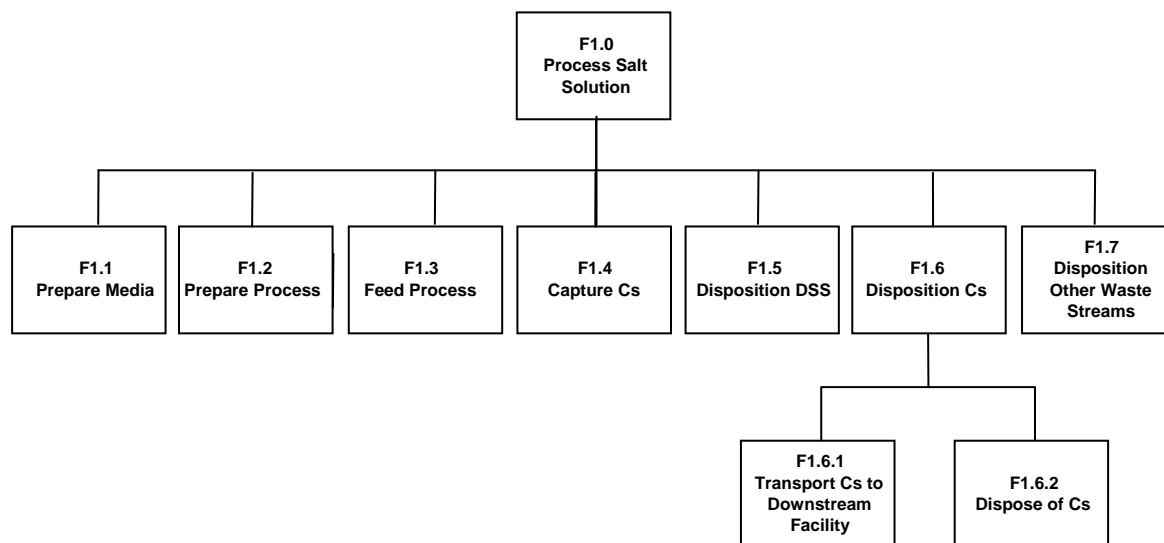 F1.0
Process Salt
Solution
F1.1
Prepare Media
F1.2
Prepare Process
F1.3
Feed Process
F1.4
Capture Cs
F1.5
Disposition DSS
F1.6
Disposition Cs
F1.7
Disposition
Other Waste
Streams
F1.6.1
Transport Cs to
Downstream
Facility
F1.6.2
Dispose of Cs